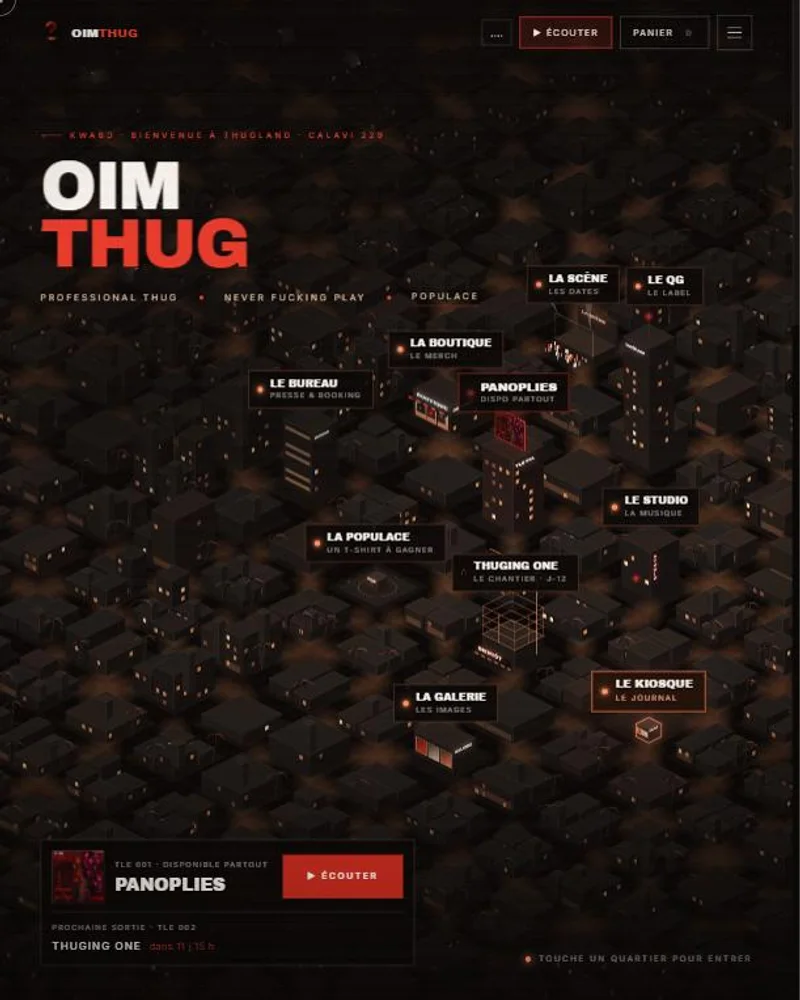 OIMTHUG
....
▶ ÉCOUTER
PANIER 0
KWABO · BIENVENUE À THUGLAND · CALAVI 229
OIM
THUG
PROFESSIONAL THUG • NEVER FUCKING PLAY • POPULACE
LA SCÈNE
LES DATES
LE QG
LE LABEL
LA BOUTIQUE
LE MERCH
LE BUREAU
PRESSE & BOOKING
PANOPLIES
DISPO PARTOUT
LE STUDIO
LA MUSIQUE
LA POPULACE
UN T-SHIRT À GAGNER
THUGING ONE
LE CHANTIER · J-12
LA GALERIE
LES IMAGES
LE KIOSQUE
LE JOURNAL
TLE 001 · DISPONIBLE PARTOUT
PANOPLIES
▶ ÉCOUTER
PROCHAINE SORTIE · TLE 002
THUGING ONE dans 11 j 15 h
TOUCHE UN QUARTIER POUR ENTRER